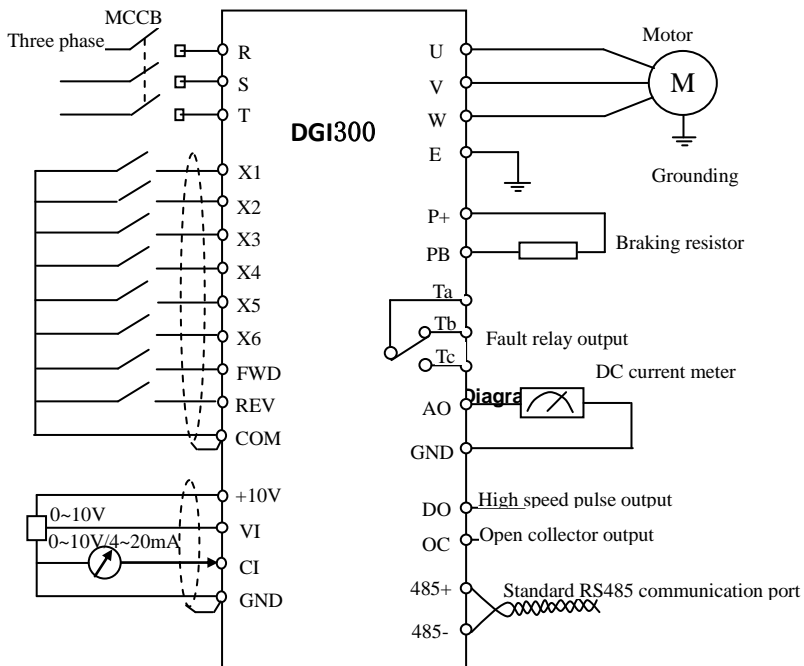 MCCB
Three phase
R
S
T
DGI300
X1
X2
X3
X4
X5
X6
FWD
REV
COM
+10V
0~10V
VI
0~10V/4~20mA
CI
GND
U
V
W
E
Motor
M
Grounding
P+
PB
Braking resistor
Ta
Tb
Tc
Fault relay output
DC current meter
Diagra
AO
GND
DO
High speed pulse output
OC
Open collector output
485+
485-
Standard RS485 communication port